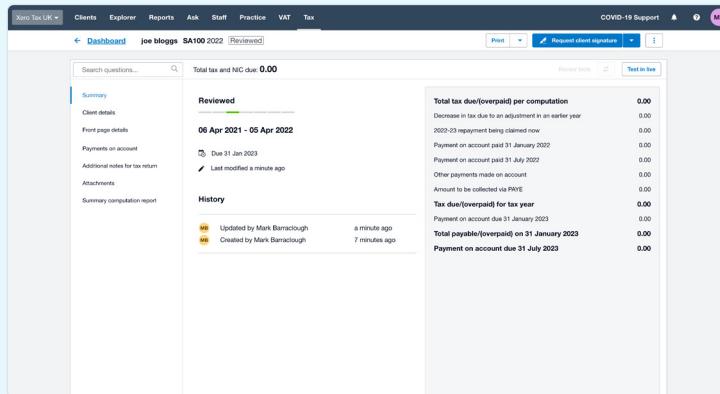 Xero Tax UK Clients Explorer Reports Ask Staff Practice VAT Tax COVID-19 Support
Dashboard joe bloggs SA100 2022 Reviewed Print Request client signature
Search questions... Total tax and NIC due: 0.00 Test in live
Summary
Client details
Front page details
Payments on account
Additional notes for tax return
Attachments
Summary computation report
Reviewed
06 Apr 2021 - 05 Apr 2022
Due 31 Jan 2023
Last modified a minute ago
History
MB Updated by Mark Barraclough a minute ago
MB Created by Mark Barraclough 7 minutes ago
Total tax due/(overpaid) per computation 0.00
Decrease in tax due to an adjustment in an earlier year 0.00
2022-23 repayment being claimed now 0.00
Payment on account paid 31 January 2022 0.00
Payment on account paid 31 July 2022 0.00
Other payments made on account 0.00
Amount to be collected via PAYE 0.00
Tax due/(overpaid) for tax year 0.00
Payment on account due 31 January 2023 0.00
Total payable/(overpaid) on 31 January 2023 0.00
Payment on account due 31 July 2023 0.00